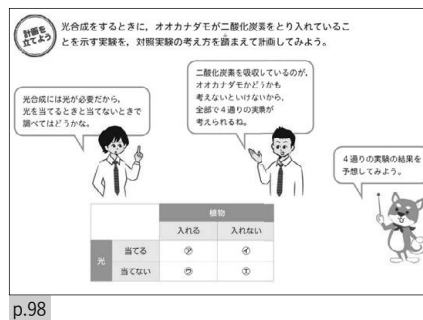 計画を
立てよう
光合成をするときに，オオカナダモが二酸化炭素をとり入れているこ
とを示す実験を，対照実験の考え方を踏まえて計画してみよう。
二酸化炭素を吸収しているのが，
オオカナダモかどうかも
考えないといけないから，
全部で４通りの実験が
考えられるね。
光合成には光が必要だから，
光を当てるときと当てないときで
調べてはどうかな。
４通りの実験の結果を
予想してみよう。
植物
入れる 入れない
光 当てる ㋐ ㋑
当てない ㋒ ㋓
p.98